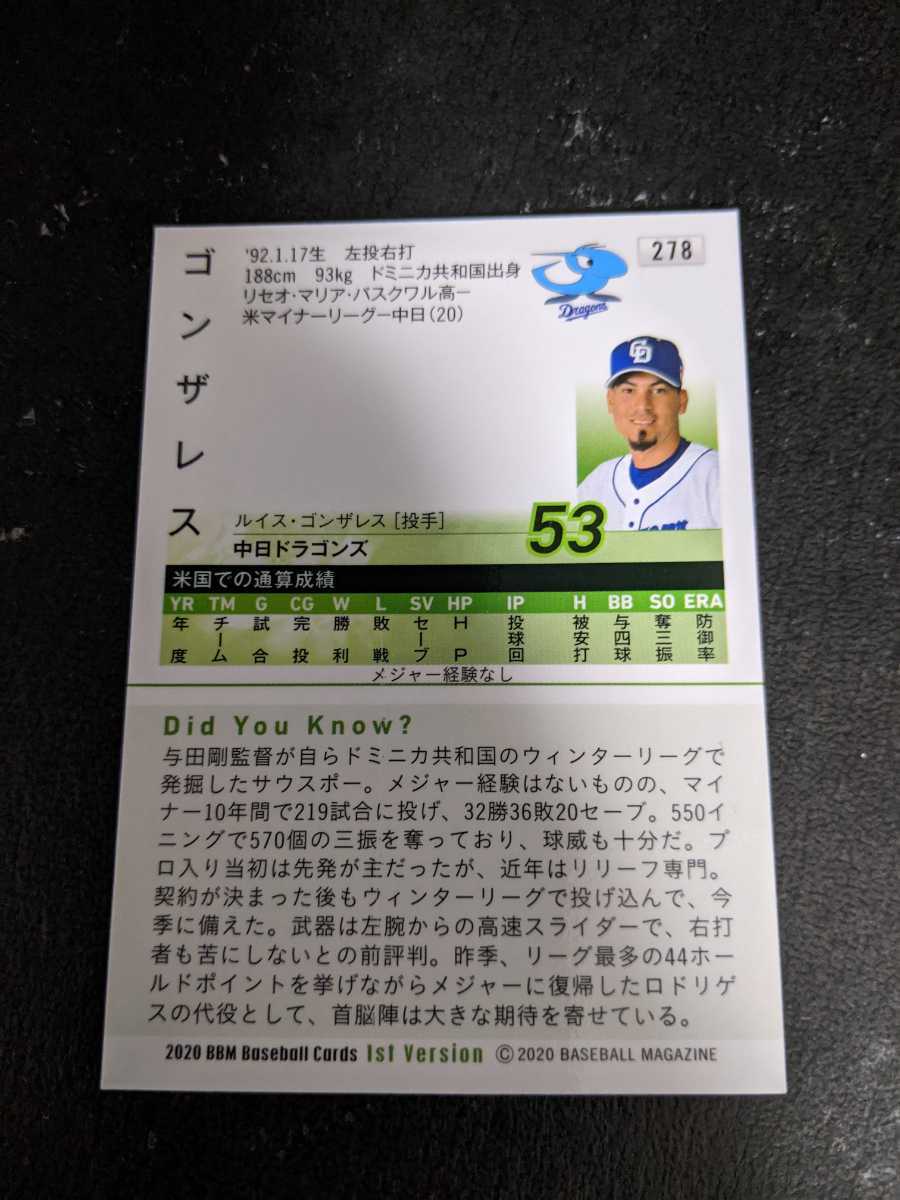 ゴンザレス
'92.1.17生 左投右打
188cm 93kg ドミニカ共和国出身
リセオ・マリア・パスクワル高ー
米マイナーリーグー中日(20)
Dragons
278
CD
ルイス・ゴンザレス [投手]
中日ドラゴンズ
53
米国での通算成績
YR TM G CG W L SV HP IP H BB SO ERA
年度 チーム 試合 完投 勝利 敗戦 セーブ HP 投球回 被安打 与四球 奪三振 防御率
メジャー経験なし
Did You Know?
与田剛監督が自らドミニカ共和国のウィンターリーグで
発掘したサウスポー。メジャー経験はないものの、マイ
ナー10年間で219試合に投げ、32勝36敗20セーブ。550イ
ニングで570個の三振を奪っており、球威も十分だ。プ
ロ入り当初は先発が主だったが、近年はリリーフ専門。
契約が決まった後もウィンターリーグで投げ込んで、今
季に備えた。武器は左腕からの高速スライダーで、右打
者も苦にしないとの前評判。昨季、リーグ最多の44ホー
ルドポイントを挙げながらメジャーに復帰したロドリゲ
スの代役として、首脳陣は大きな期待を寄せている。
2020 BBM Baseball Cards 1st Version ©2020 BASEBALL MAGAZINE